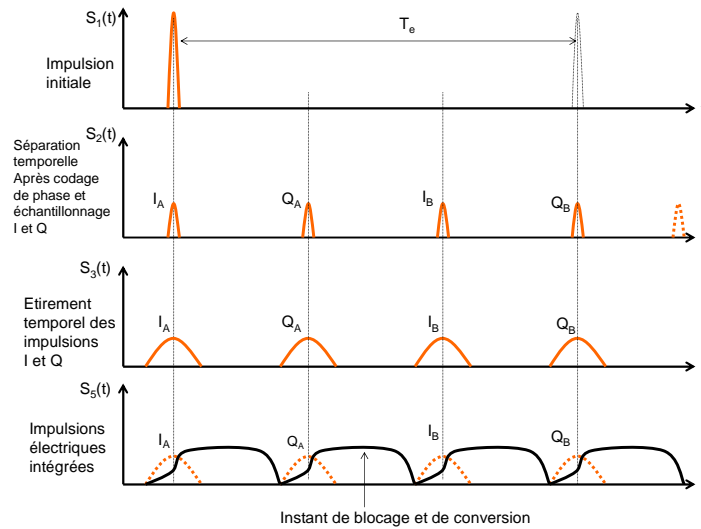 S1(t)
Te
Impulsion
initiale
S2(t)
Séparation
temporelle
Après codage
de phase et
échantillonnage
I et Q
IA
QA
IB
QB
S3(t)
Etirement
temporel des
impulsions
I et Q
IA
QA
IB
QB
S5(t)
Impulsions
électriques
intégrées
IA
QA
IB
QB
Instant de blocage et de conversion